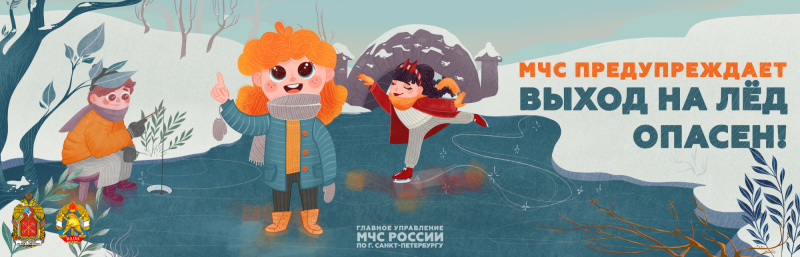 МЧС ПРЕДУПРЕЖДАЕТ
ВЫХОД НА ЛЁД
ОПАСЕН!
ГЛАВНОЕ УПРАВЛЕНИЕ
МЧС РОССИИ
ПО Г. САНКТ-ПЕТЕРБУРГУ